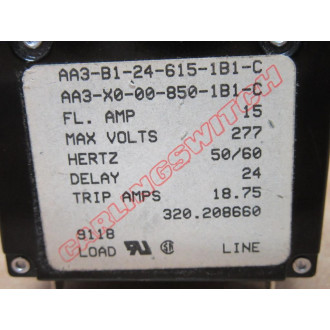 AA3-B1-24-615-1B1-C
AA3-X0-00-850-1B1-C
FL. AMP 15
MAX VOLTS 277
HERTZ 50/60
DELAY 24
TRIP AMPS 18.75
320.208660
9118
LOAD LINE
CARLINGSWITCH